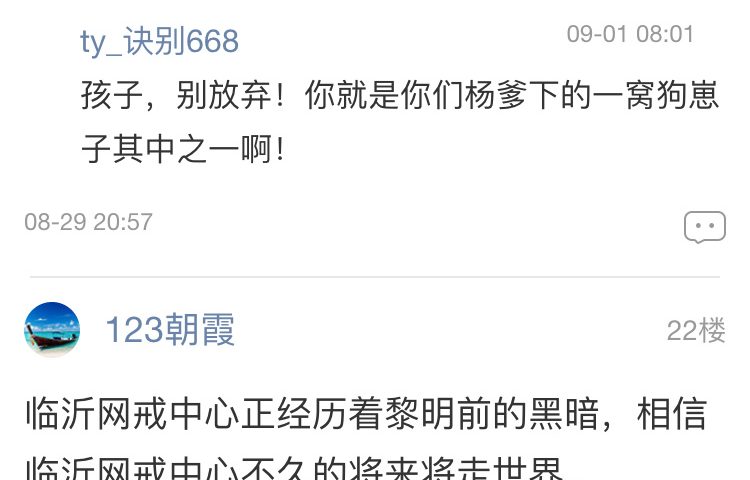 ty_诀别668
09-01 08:01
孩子，别放弃！你就是你们杨爹下的一窝狗崽
子其中之一啊！
08-29 20:57
123朝霞
22楼
临沂网戒中心正经历着黎明前的黑暗，相信
临沂网戒中心不久的将来将走世界